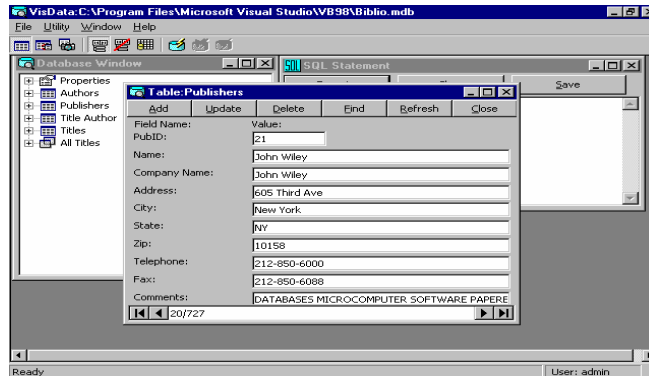 VisData:C:\Program Files\Microsoft Visual Studio\VB98\Biblio.mdb
File Utility Window Help
Database Window
SQL Statement
Properties
Authors
Publishers
Title Author
Titles
All Titles
Save
Table:Publishers
Add Update Delete Find Refresh Close
Field Name: Value:
PubID: 21
Name: John Wiley
Company Name: John Wiley
Address: 605 Third Ave
City: New York
State: NY
Zip: 10158
Telephone: 212-850-6000
Fax: 212-850-6088
Comments: DATABASES MICROCOMPUTER SOFTWARE PAPERE
20/727
Ready User: admin